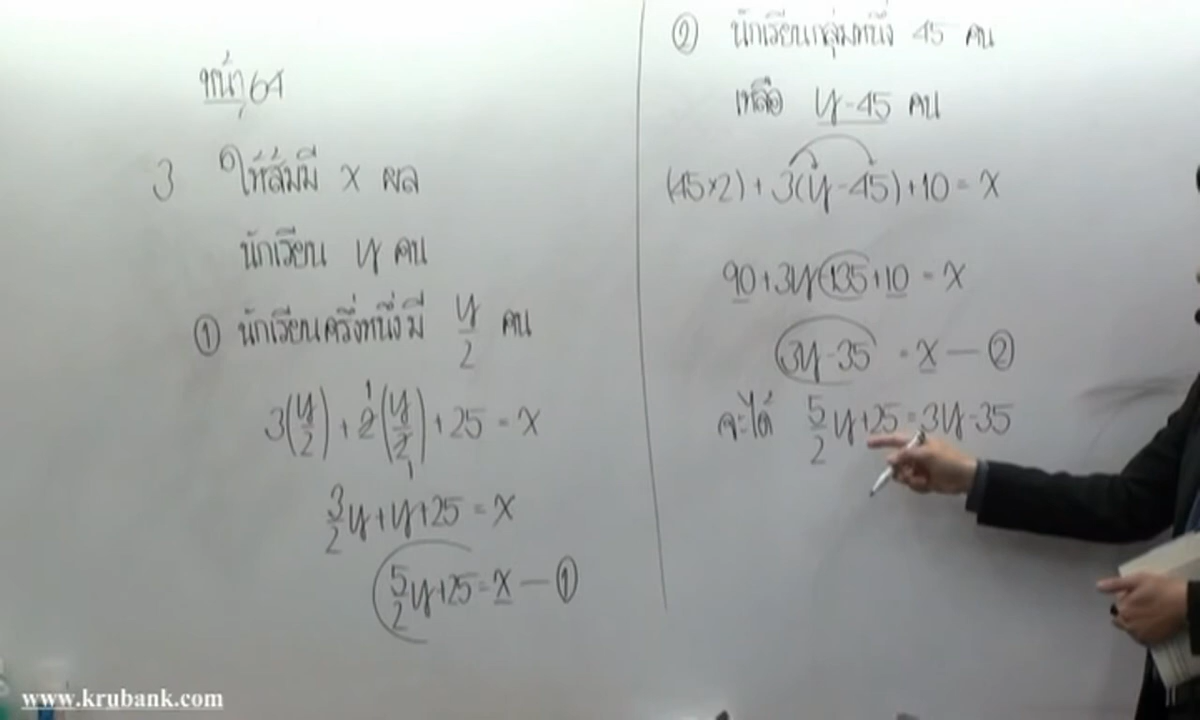 หน้า 64
3 ให้ส้มมี x ผล
นักเรียน y คน
① นักเรียนครึ่งหนึ่งมี y/2 คน
3(y/2) + 2(y/2) + 25 = x
3/2 y + y + 25 = x
5/2 y + 25 = x — ①
② นักเรียนกลุ่มหนึ่ง 45 คน
เหลือ y - 45 คน
(45×2) + 3(y - 45) + 10 = x
90 + 3y - 135 + 10 = x
3y - 35 = x — ②
จะได้ 5/2 y + 25 = 3y - 35
www.krubank.com